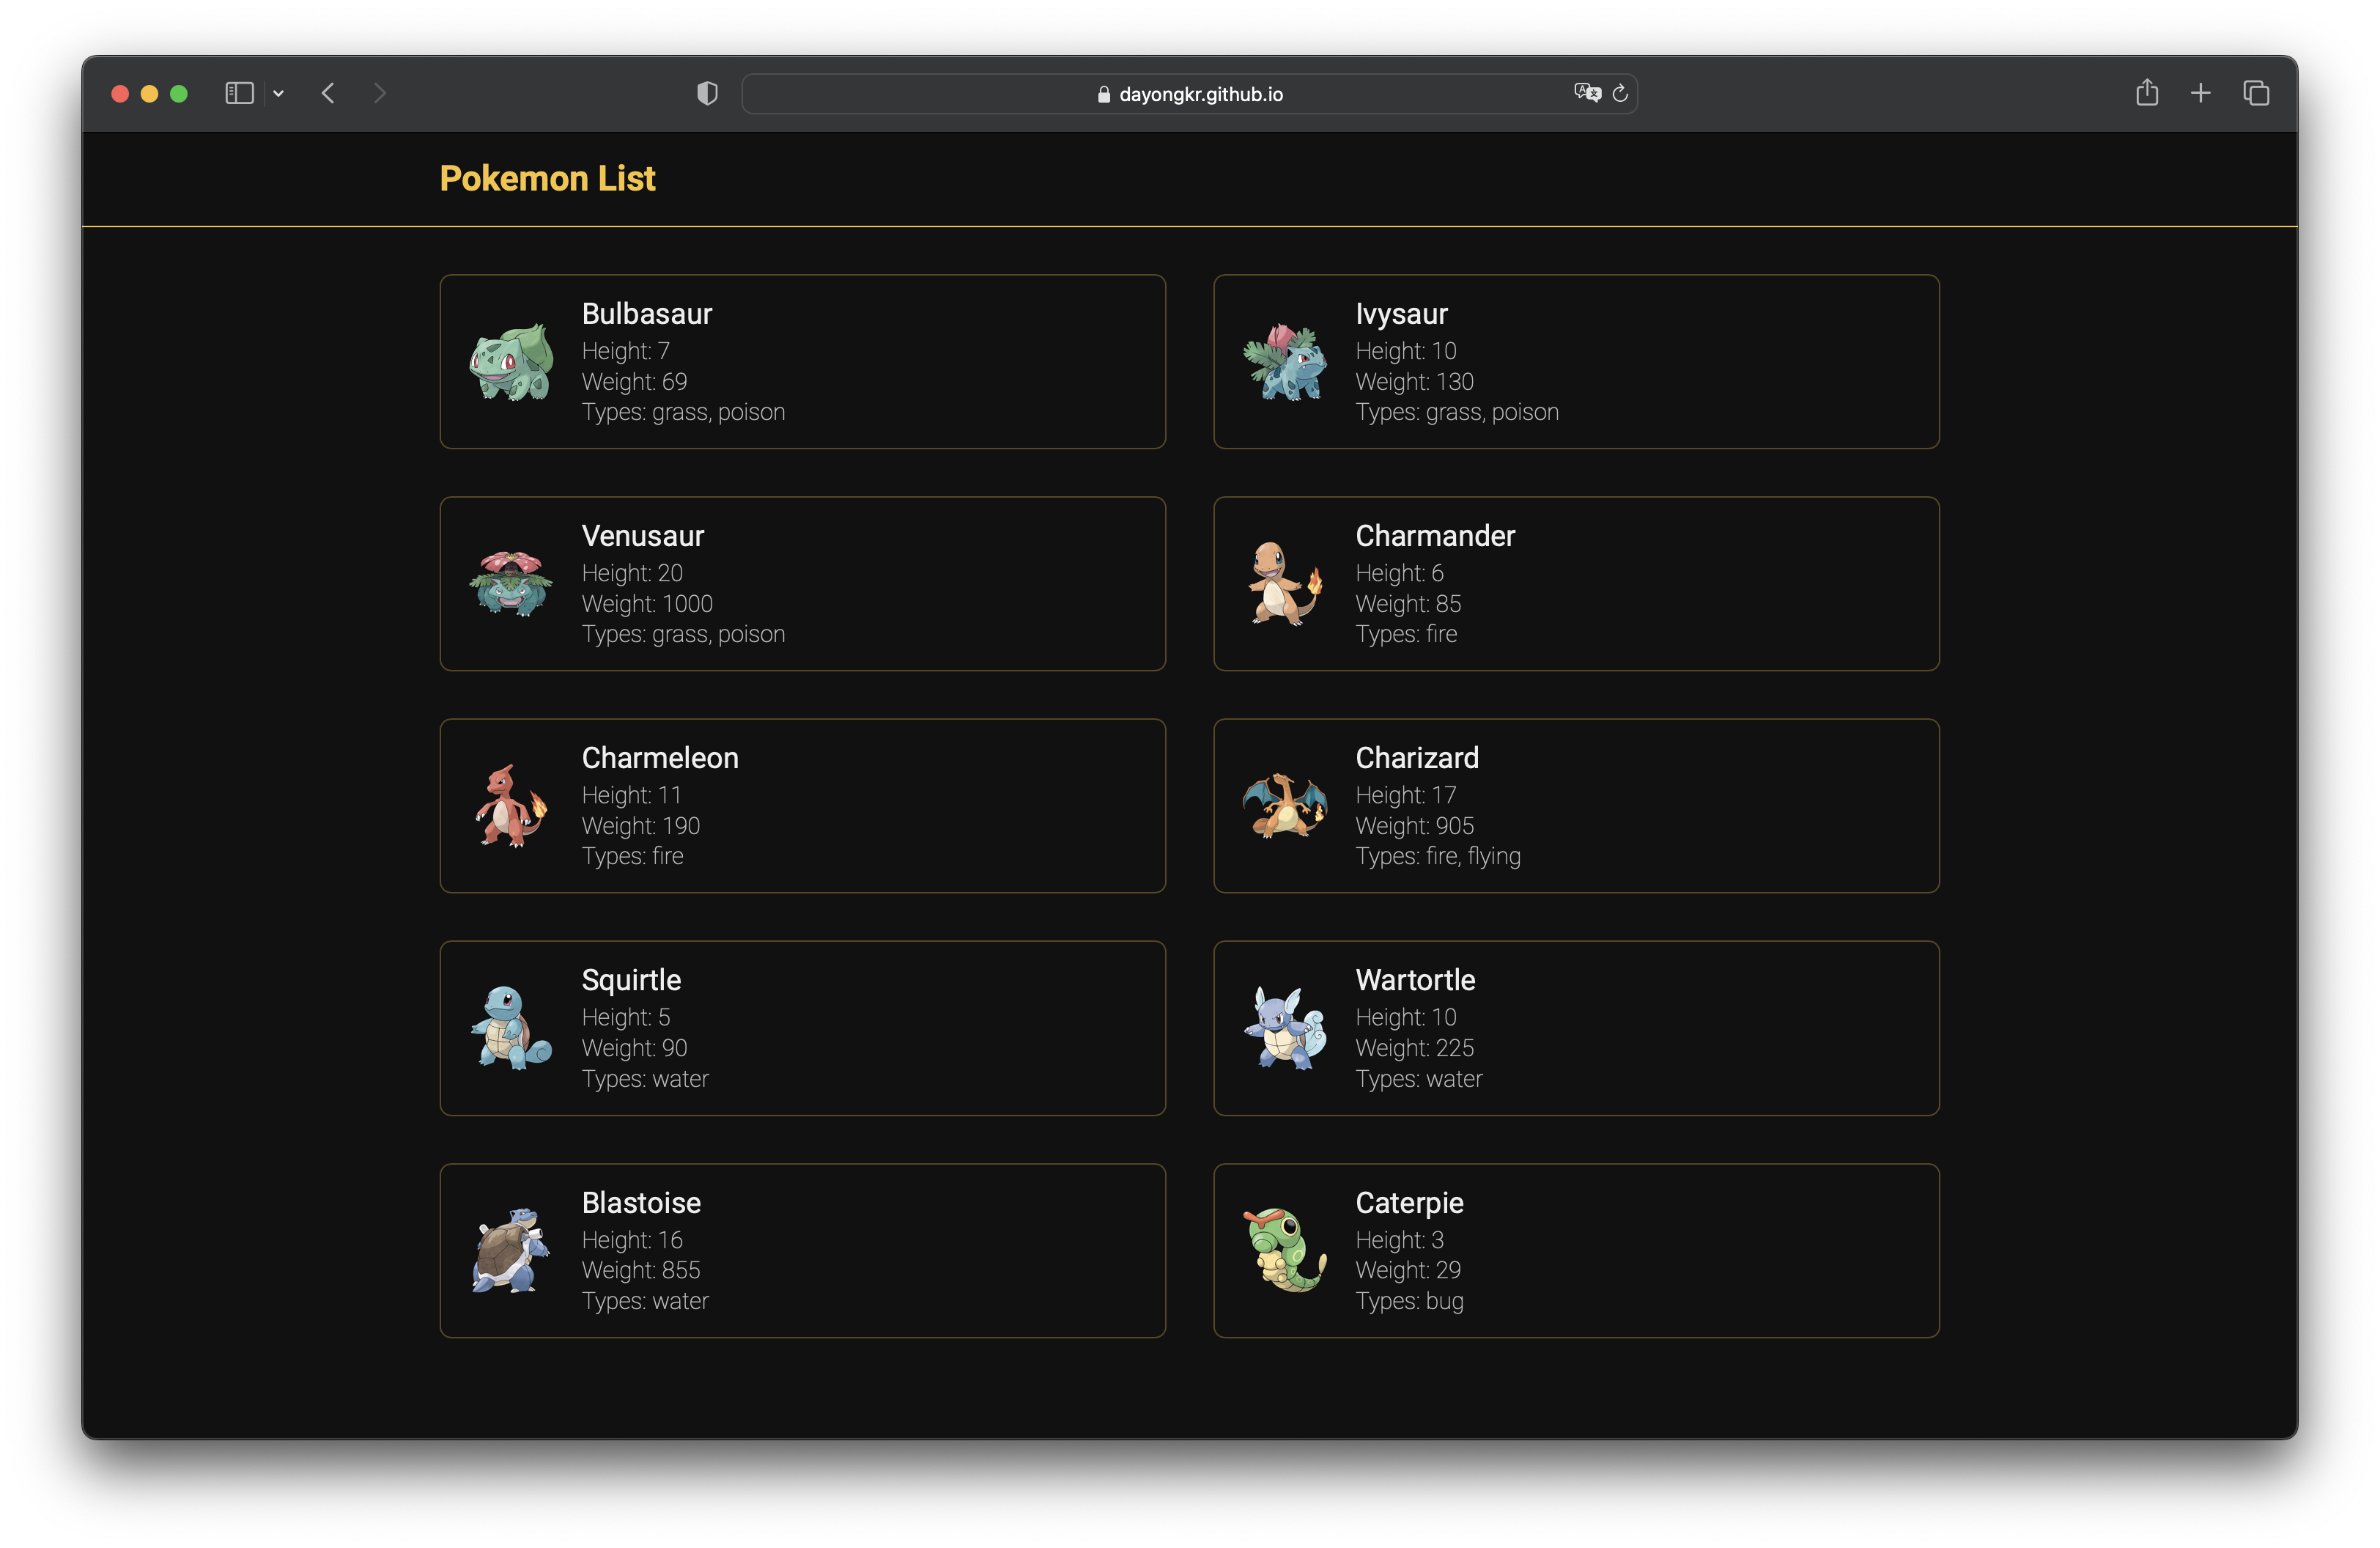 dayongkr.github.io
Pokemon List
Bulbasaur
Height: 7
Weight: 69
Types: grass, poison
Ivysaur
Height: 10
Weight: 130
Types: grass, poison
Venusaur
Height: 20
Weight: 1000
Types: grass, poison
Charmander
Height: 6
Weight: 85
Types: fire
Charmeleon
Height: 11
Weight: 190
Types: fire
Charizard
Height: 17
Weight: 905
Types: fire, flying
Squirtle
Height: 5
Weight: 90
Types: water
Wartortle
Height: 10
Weight: 225
Types: water
Blastoise
Height: 16
Weight: 855
Types: water
Caterpie
Height: 3
Weight: 29
Types: bug